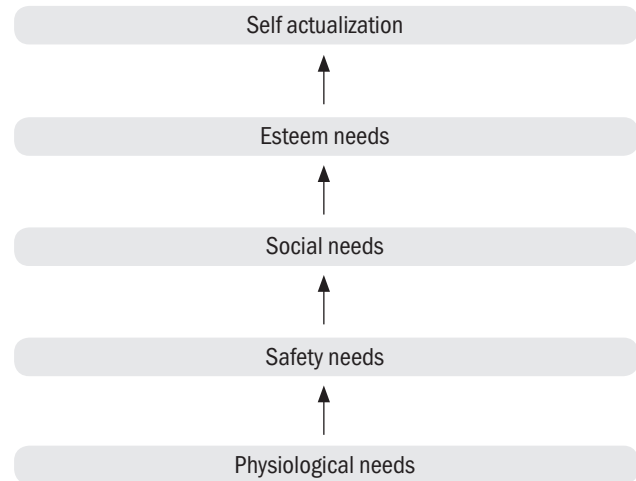 Self actualization
Esteem needs
Social needs
Safety needs
Physiological needs